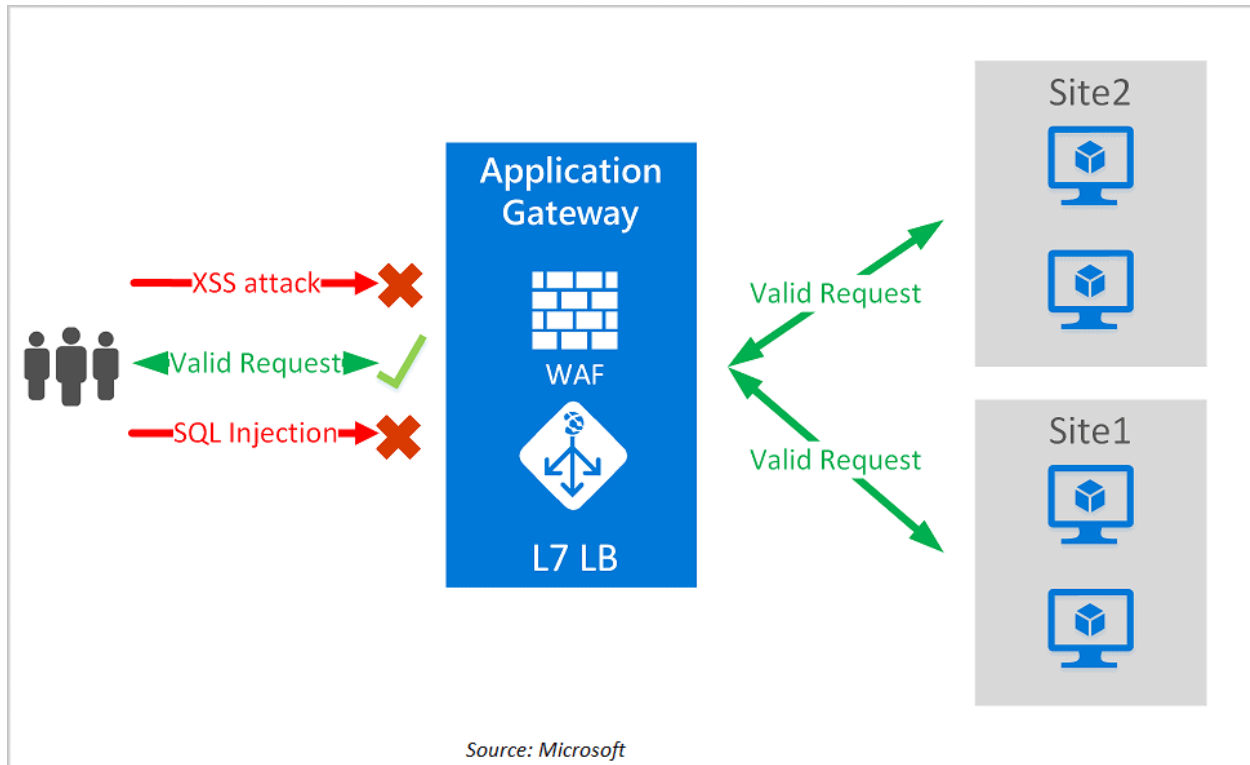 XSS attack
Valid Request
SQL Injection
Application
Gateway
WAF
L7 LB
Valid Request
Valid Request
Site2
Site1
Source: Microsoft